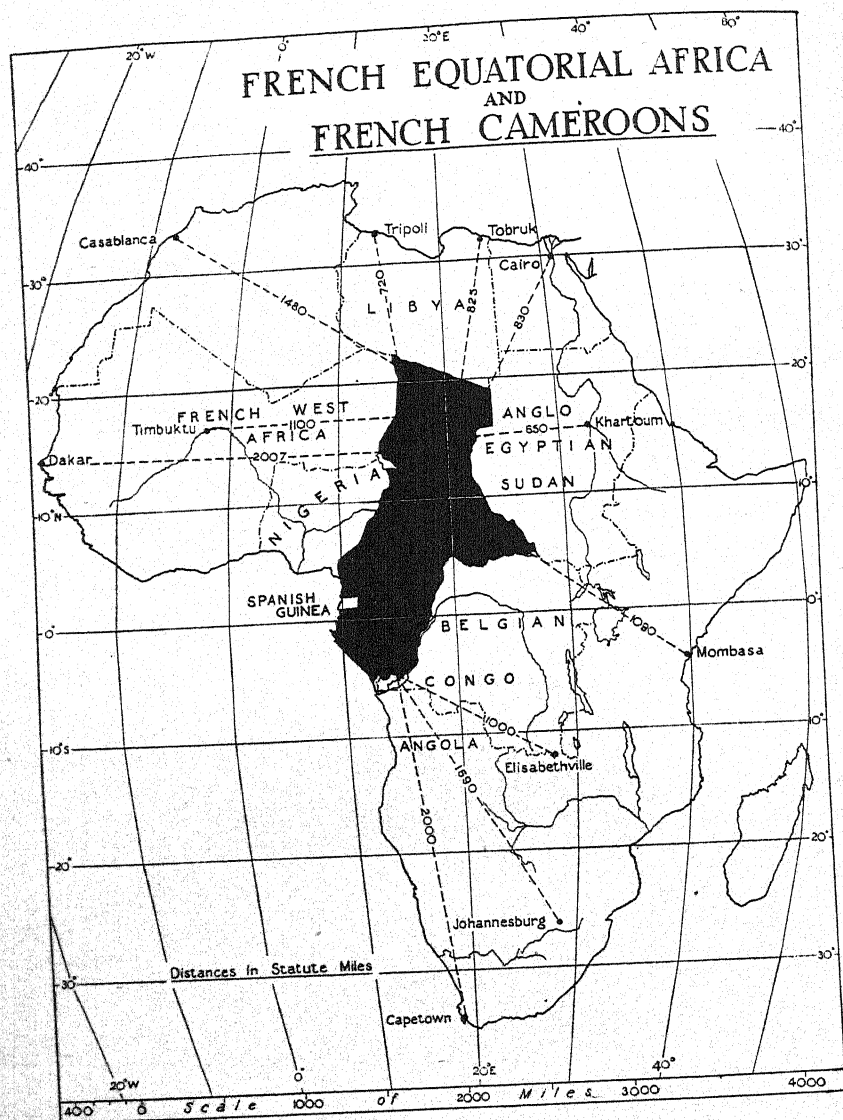 20°W 0° 20°E 40° 60°
FRENCH EQUATORIAL AFRICA
AND
FRENCH CAMEROONS
40° 40°
Casablanca Tripoli Tobruk
Cairo
30° 30°
720 825 830
1480 LIBYA
20° 20°
FRENCH WEST ANGLO
Timbuktu 1100 650 Khartoum
AFRICA EGYPTIAN
Dakar 2007
SUDAN
NIGERIA
10°N 10°
SPANISH
GUINEA
0° 0°
BELGIAN 1080
Mombasa
CONGO
1000
10°S 10°
ANGOLA
Elisabethville
1690
2000
20° 20°
Johannesburg
Distances in Statute Miles
30° 30°
Capetown
20°W 0° 20°E 40°
400 0 Scale 1000 of 2000 Miles 3000 4000